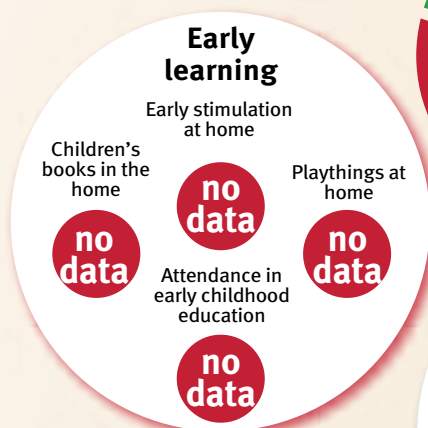 Early
learning
Early stimulation
at home
no
data
Children’s
books in the
home
no
data
Playthings at
home
no
data
Attendance in
early childhood
education
no
data